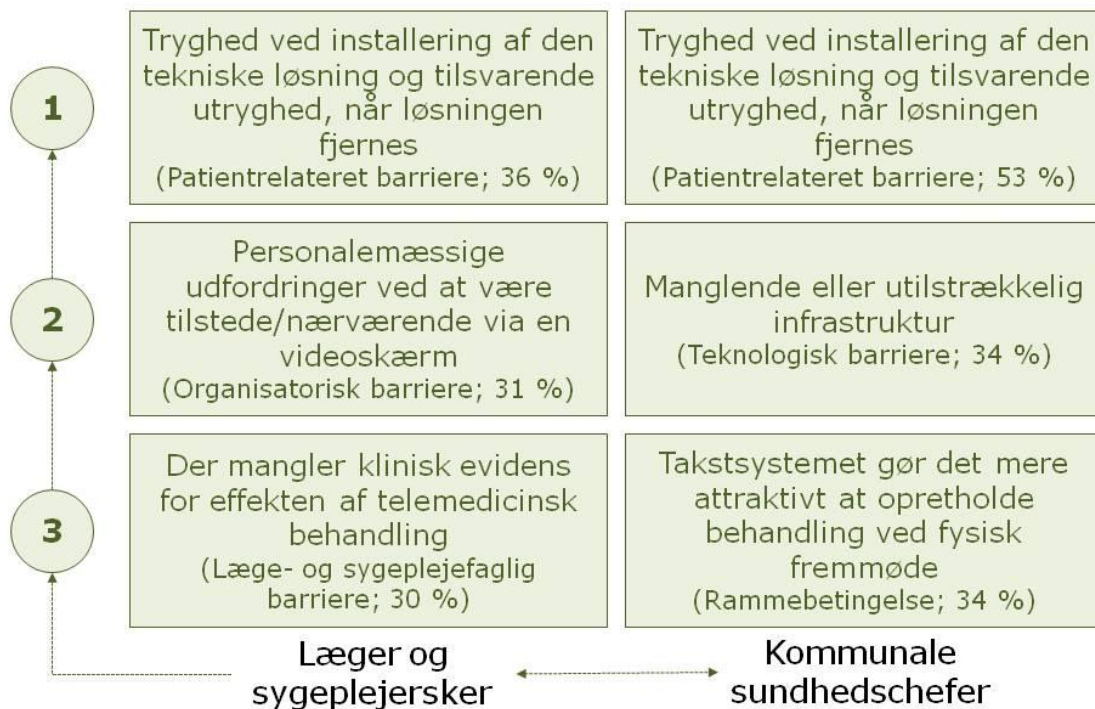 1
Tryghed ved installering af den
tekniske løsning og tilsvarende
utryghed, når løsningen
fjernes
(Patientrelateret barriere; 36 %)
Tryghed ved installering af den
tekniske løsning og tilsvarende
utryghed, når løsningen
fjernes
(Patientrelateret barriere; 53 %)
2
Personalemæssige
udfordringer ved at være
tilstede/nærværende via en
videoskærm
(Organisatorisk barriere; 31 %)
Manglende eller utilstrækkelig
infrastruktur
(Teknologisk barriere; 34 %)
3
Der mangler klinisk evidens
for effekten af telemedicinsk
behandling
(Læge- og sygeplejefaglig
barriere; 30 %)
Takstsystemet gør det mere
attraktivt at opretholde
behandling ved fysisk
fremmøde
(Rammebetingelse; 34 %)
Læger og
sygeplejersker
Kommunale
sundhedschefer